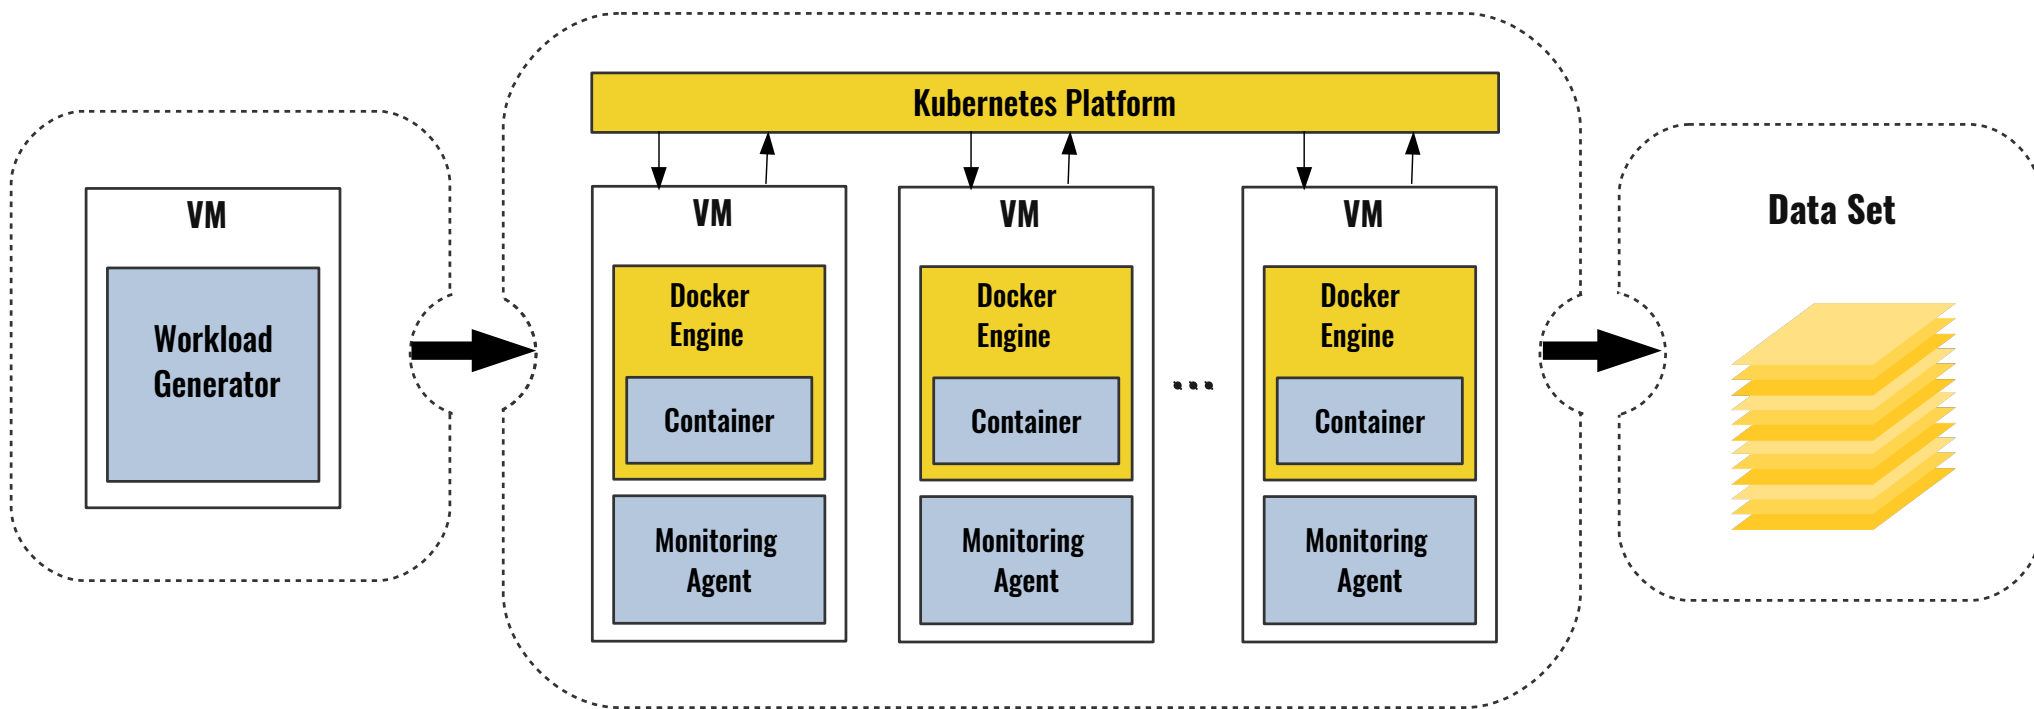 Kubernetes Platform
VM
Workload
Generator
VM
Docker
Engine
Container
Monitoring
Agent
VM
Docker
Engine
Container
Monitoring
Agent
...
VM
Docker
Engine
Container
Monitoring
Agent
Data Set